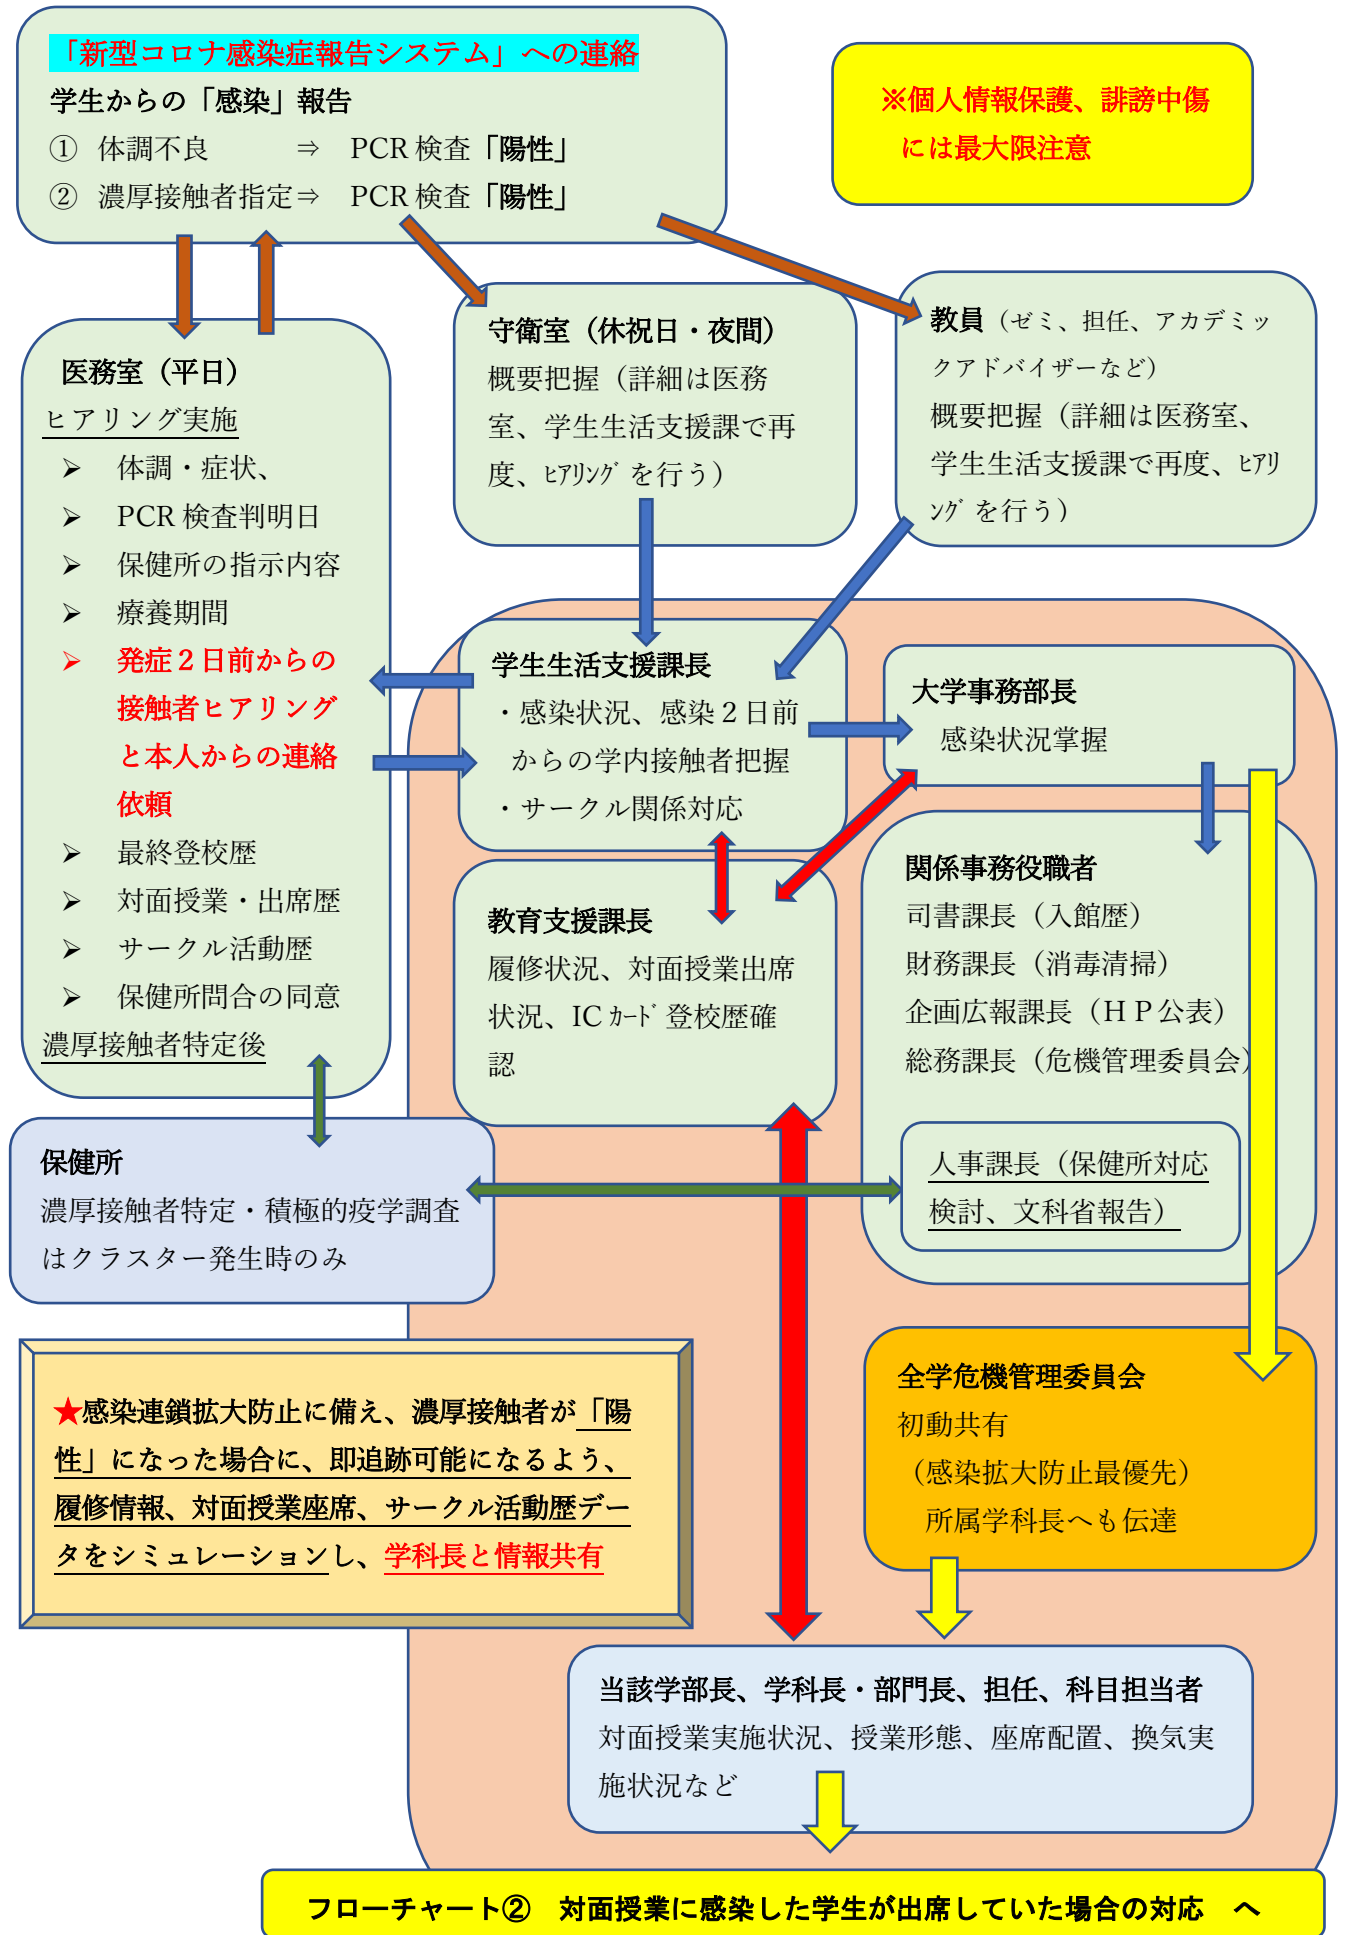 「新型コロナ感染症報告システム」への連絡
学生からの「感染」報告
① 体調不良 ⇒ PCR 検査「陽性」
② 濃厚接触者指定⇒ PCR 検査「陽性」
※個人情報保護、誹謗中傷
には最大限注意
医務室（平日）
ヒアリング実施
➢ 体調・症状、
➢ PCR 検査判明日
➢ 保健所の指示内容
➢ 療養期間
➢ 発症２日前からの
接触者ヒアリング
と本人からの連絡
依頼
➢ 最終登校歴
➢ 対面授業・出席歴
➢ サークル活動歴
➢ 保健所問合の同意
濃厚接触者特定後
守衛室（休祝日・夜間）
概要把握（詳細は医務
室、学生生活支援課で再
度、ﾋｱﾘﾝｸﾞを行う）
教員（ゼミ、担任、アカデミッ
クアドバイザーなど）
概要把握（詳細は医務室、
学生生活支援課で再度、ﾋｱﾘ
ﾝｸﾞを行う）
学生生活支援課長
・感染状況、感染２日前
からの学内接触者把握
・サークル関係対応
大学事務部長
感染状況掌握
教育支援課長
履修状況、対面授業出席
状況、IC ｶｰﾄﾞ登校歴確
認
関係事務役職者
司書課長（入館歴）
財務課長（消毒清掃）
企画広報課長（ＨＰ公表）
総務課長（危機管理委員会）
人事課長（保健所対応
検討、文科省報告）
保健所
濃厚接触者特定・積極的疫学調査
はクラスター発生時のみ
★感染連鎖拡大防止に備え、濃厚接触者が「陽
性」になった場合に、即追跡可能になるよう、
履修情報、対面授業座席、サークル活動歴デー
タをシミュレーションし、学科長と情報共有
全学危機管理委員会
初動共有
（感染拡大防止最優先）
所属学科長へも伝達
当該学部長、学科長・部門長、担任、科目担当者
対面授業実施状況、授業形態、座席配置、換気実
施状況など
フローチャート② 対面授業に感染した学生が出席していた場合の対応 へ